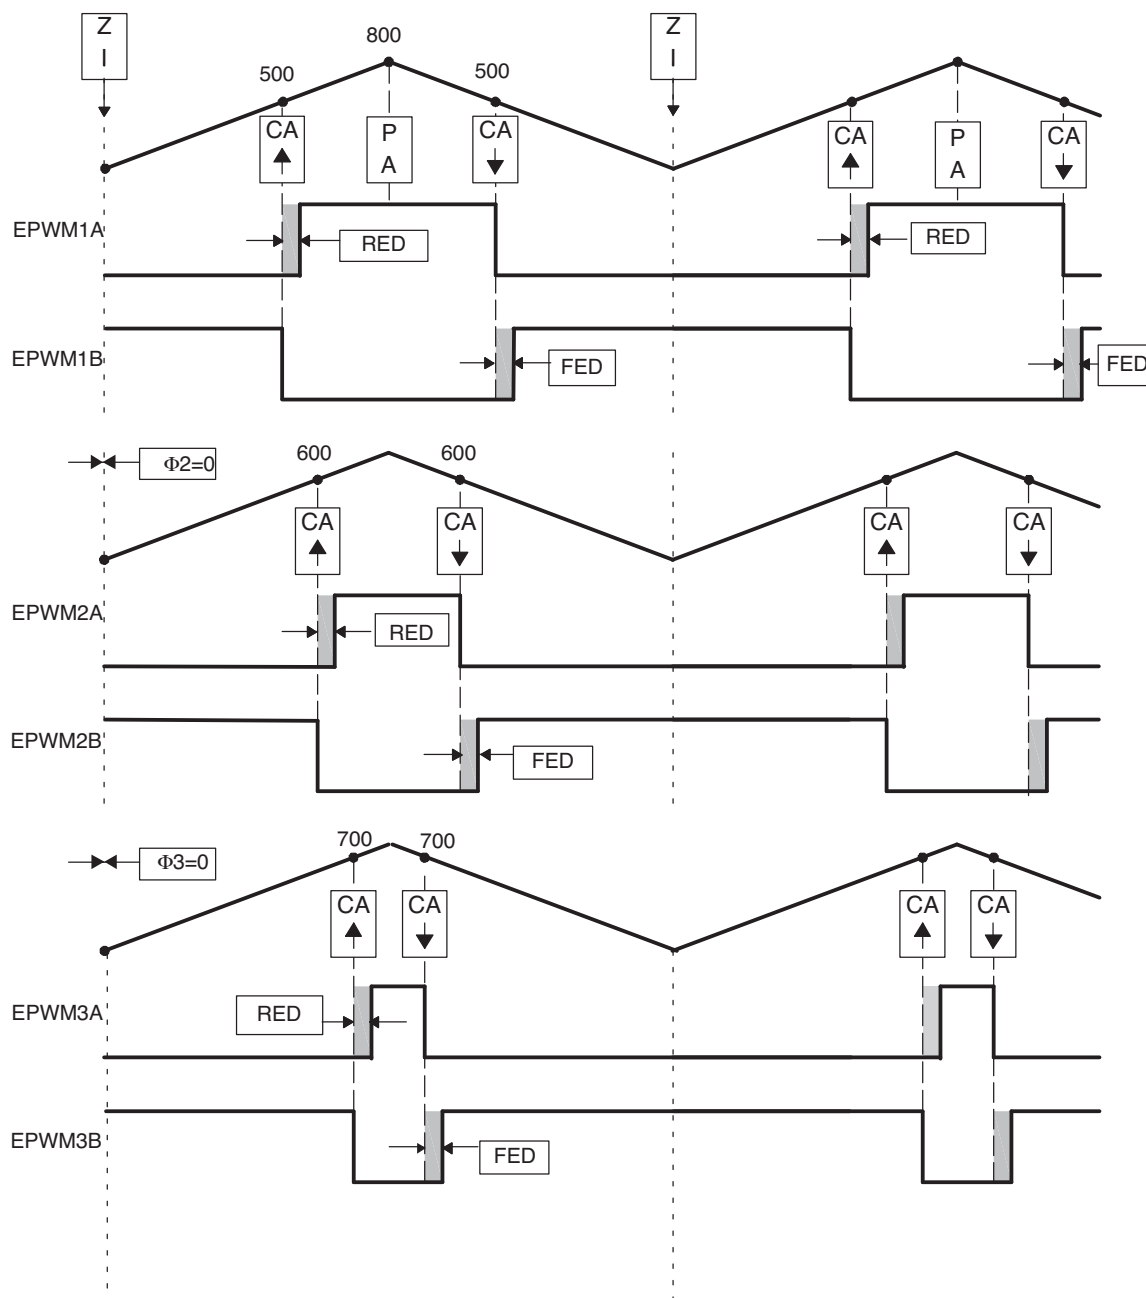 Z
I
Z
I
800
500
500
CA
P
A
CA
CA
P
A
CA
EPWM1A
RED
RED
EPWM1B
FED
FED
Φ2=0
600
600
CA
CA
CA
CA
EPWM2A
RED
EPWM2B
FED
Φ3=0
700
700
CA
CA
CA
CA
EPWM3A
RED
EPWM3B
FED